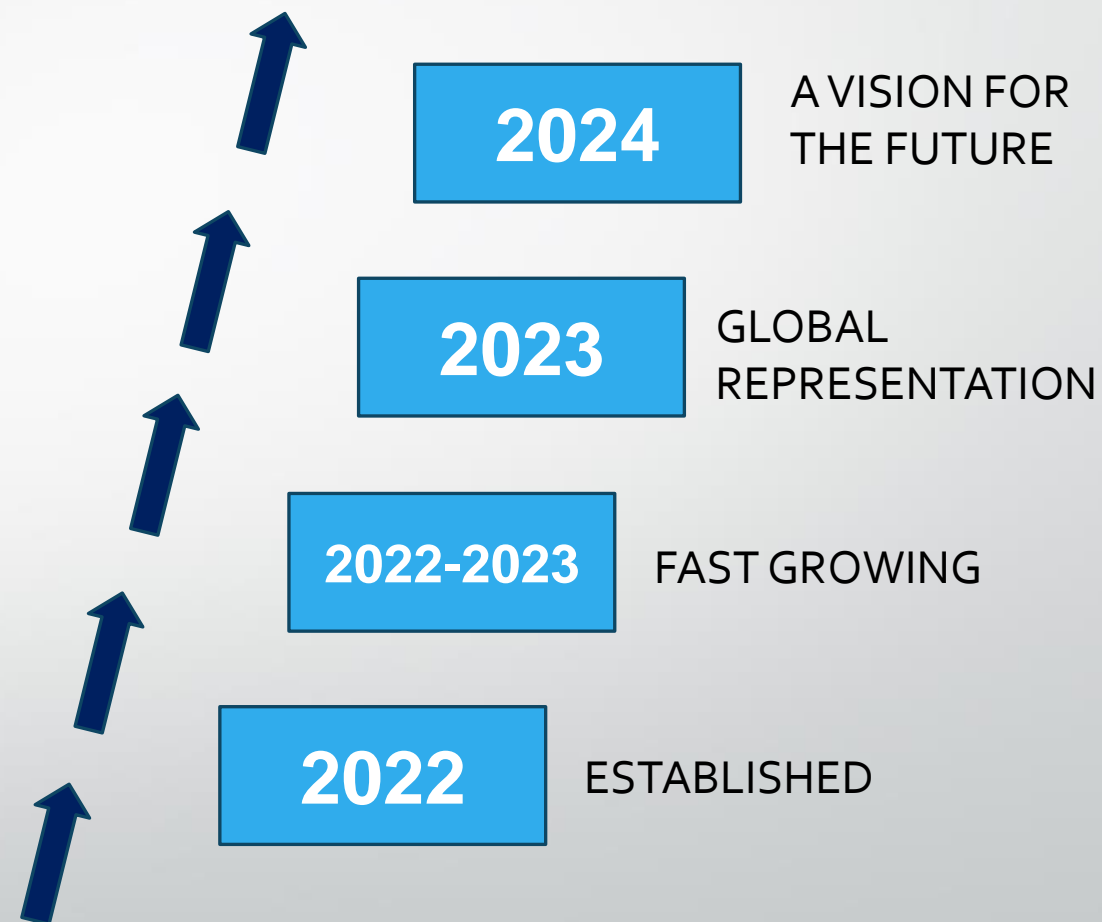 2024
A VISION FOR
THE FUTURE
2023
GLOBAL
REPRESENTATION
2022-2023
FAST GROWING
2022
ESTABLISHED